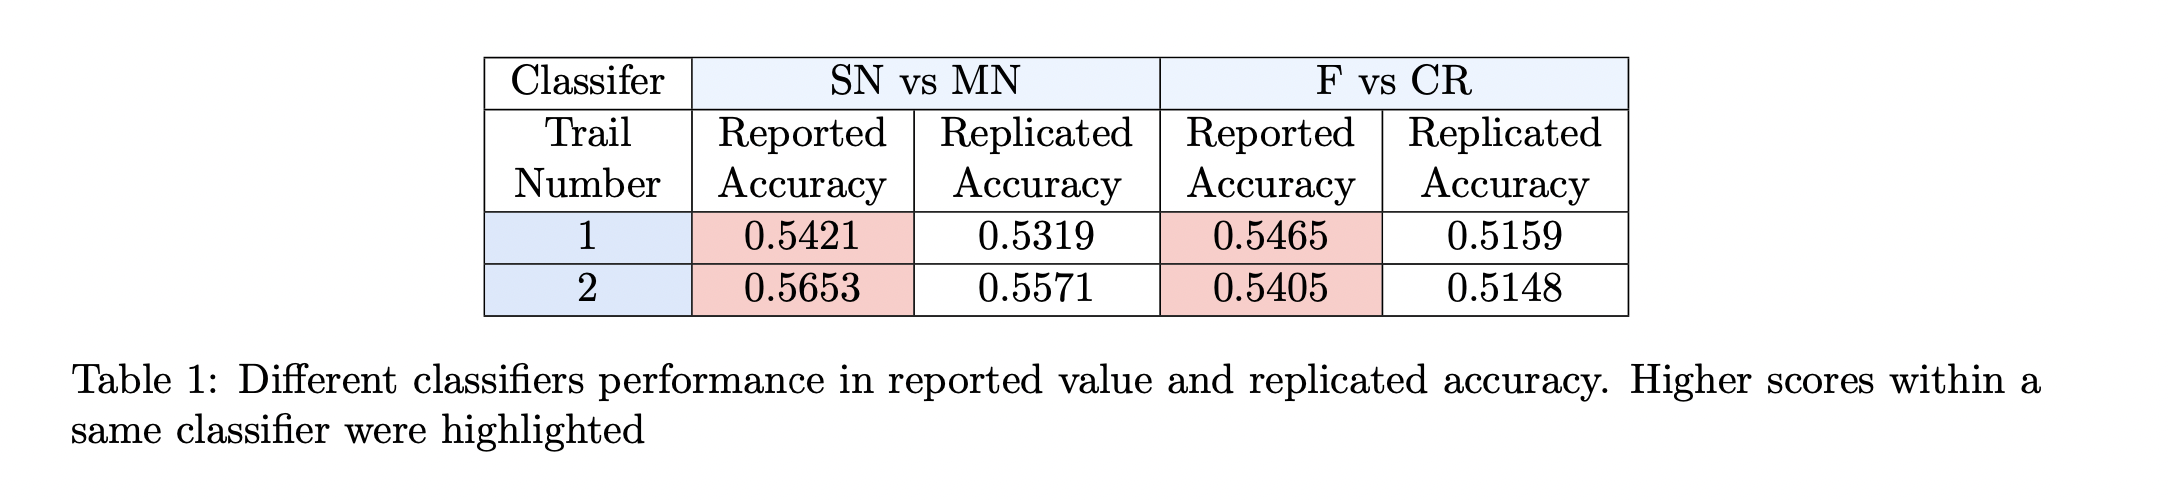 Classifer SN vs MN F vs CR
Trail Reported Replicated Reported Replicated
Number Accuracy Accuracy Accuracy Accuracy
1 0.5421 0.5319 0.5465 0.5159
2 0.5653 0.5571 0.5405 0.5148
Table 1: Different classifiers performance in reported value and replicated accuracy. Higher scores within a
same classifier were highlighted